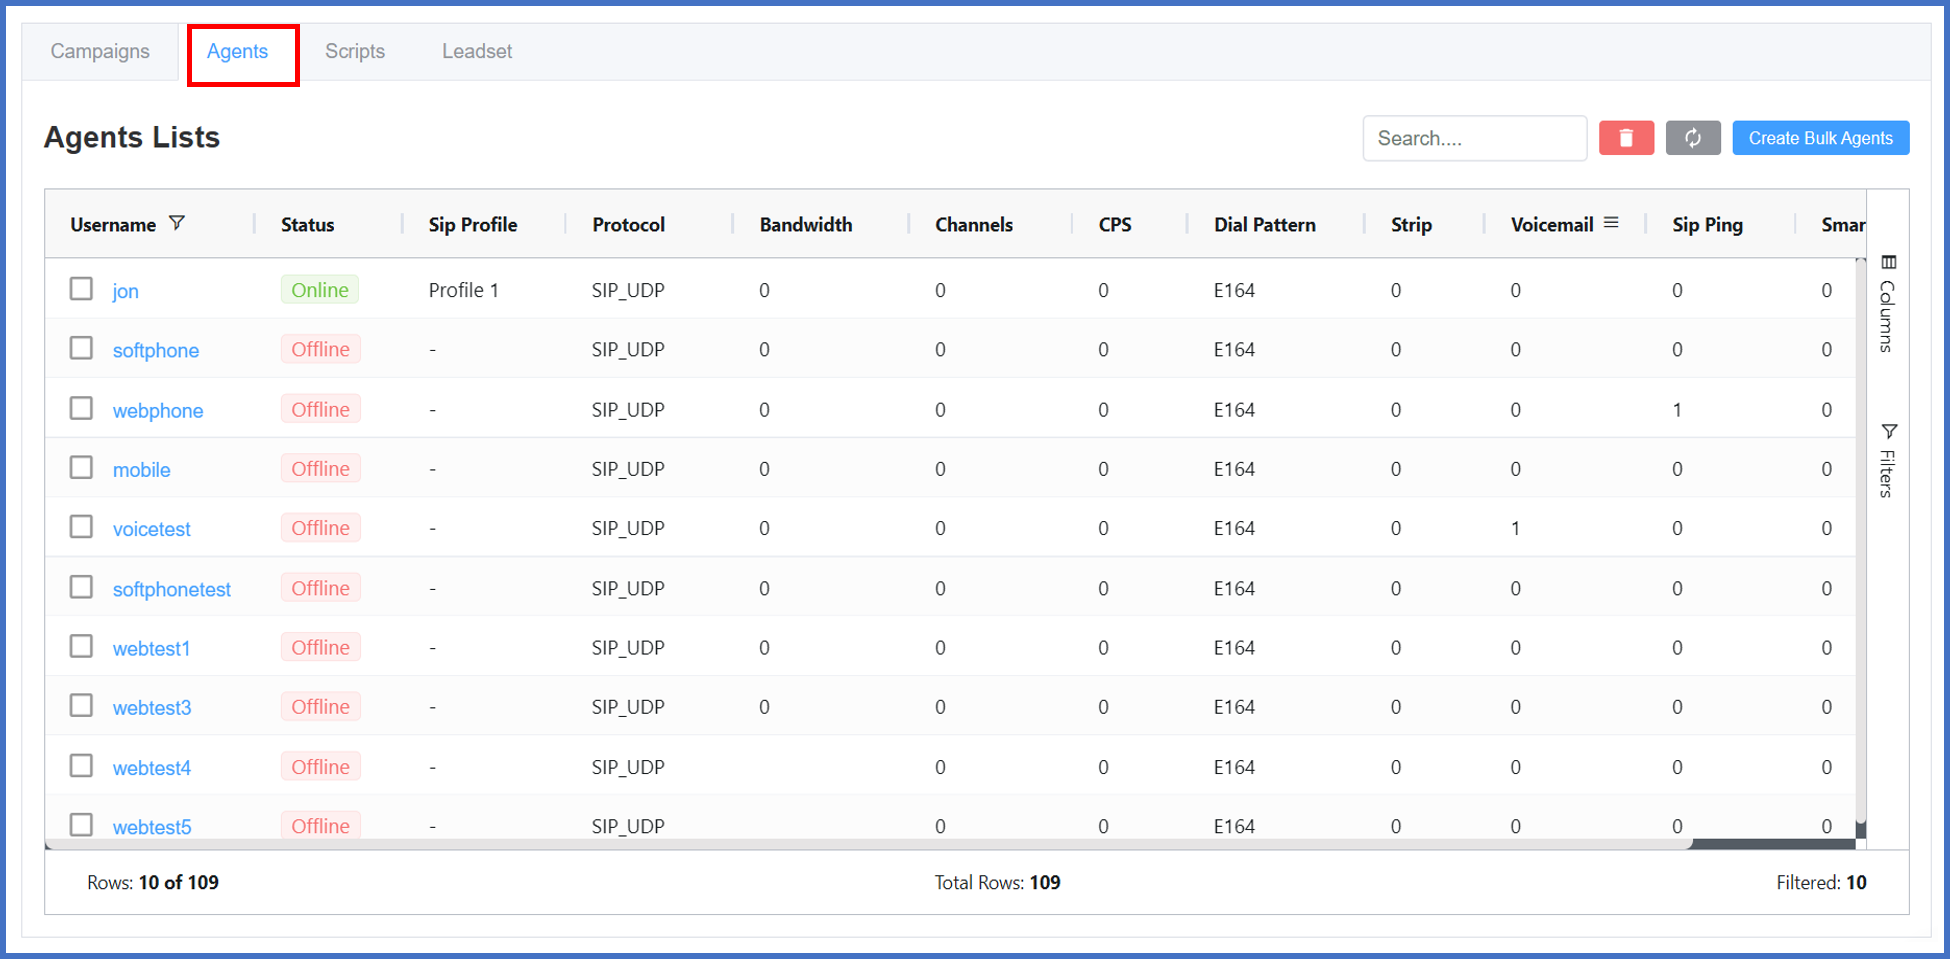 Campaigns Agents Scripts Leadset
Agents Lists
Search.... Create Bulk Agents
Username Status Sip Profile Protocol Bandwidth Channels CPS Dial Pattern Strip Voicemail Sip Ping Smar
jon Online Profile 1 SIP_UDP 0 0 0 E164 0 0 0 0
softphone Offline - SIP_UDP 0 0 0 E164 0 0 0 0
webphone Offline - SIP_UDP 0 0 0 E164 0 0 1 0
mobile Offline - SIP_UDP 0 0 0 E164 0 0 0 0
voicetest Offline - SIP_UDP 0 0 0 E164 0 1 0 0
softphonetest Offline - SIP_UDP 0 0 0 E164 0 0 0 0
webtest1 Offline - SIP_UDP 0 0 0 E164 0 0 0 0
webtest3 Offline - SIP_UDP 0 0 0 E164 0 0 0 0
webtest4 Offline - SIP_UDP 0 0 E164 0 0 0 0
webtest5 Offline - SIP_UDP 0 0 E164 0 0 0 0
Columns
Filters
Rows: 10 of 109 Total Rows: 109 Filtered: 10